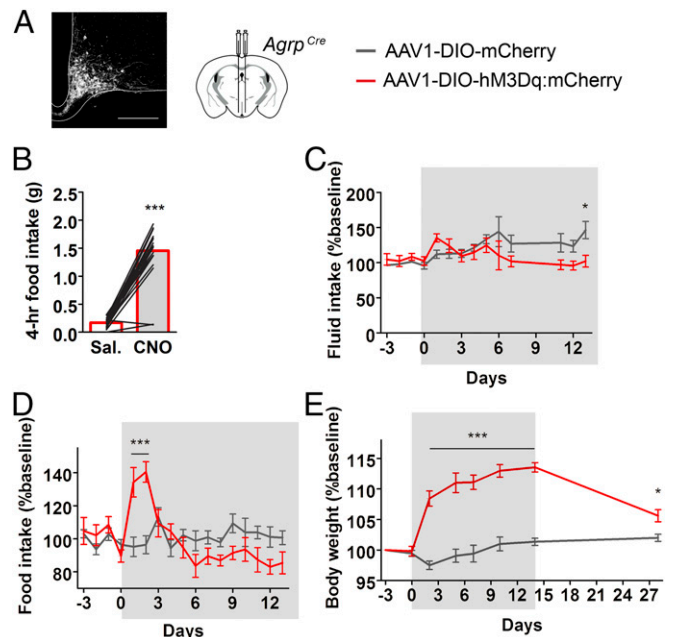 A
Agrp Cre
AAV1-DIO-mCherry
AAV1-DIO-hM3Dq:mCherry
B
4-hr food intake (g)
2.5
2.0
1.5
1.0
0.5
0.0
***
Sal. CNO
C
Fluid intake (%baseline)
200
150
100
50
0
*
-3 0 3 6 9 12
Days
D
Food intake (%baseline)
140
120
100
80
***
-3 0 3 6 9 12
Days
E
Body weight (%baseline)
115
110
105
100
95
***
*
-3 0 3 6 9 12 15 18 21 24 27
Days